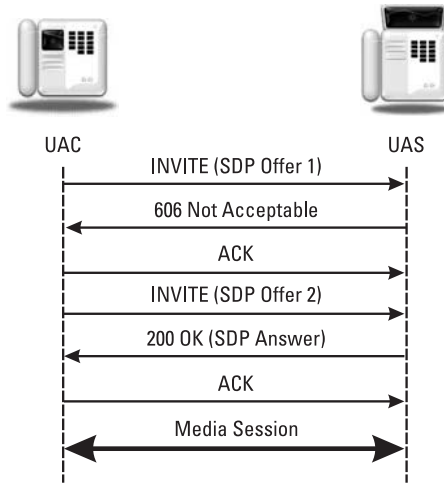 UAC
UAS
INVITE (SDP Offer 1)
606 Not Acceptable
ACK
INVITE (SDP Offer 2)
200 OK (SDP Answer)
ACK
Media Session